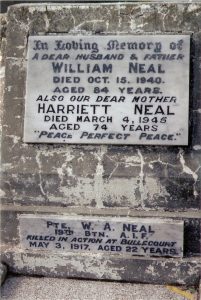 In Loving Memory of
A DEAR HUSBAND & FATHER
WILLIAM NEAL
DIED OCT. 15. 1940.
AGED 84 YEARS.
ALSO OUR DEAR MOTHER
HARRIETT NEAL
DIED MARCH 4, 1945
AGED 74 YEARS
"PEACE PERFECT PEACE."
PTE. W. A. NEAL
19TH BTN. A.I.F.
KILLED IN ACTION AT BULLECOURT
MAY 3, 1917. AGED 22 YEARS.